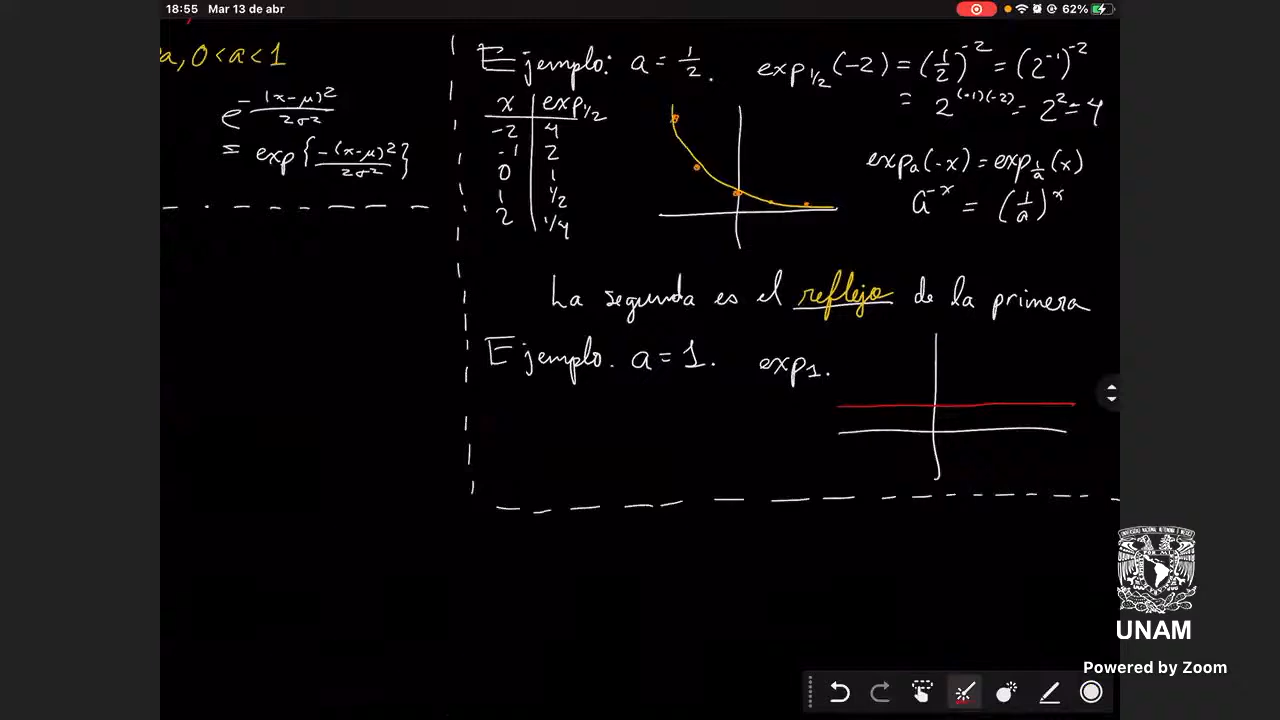 18:55 Mar 13 de abr 62%
a, 0<a<1
e^{-(x-μ)²/2σ²}
= exp{-(x-μ)²/2σ²}
Ejemplo: a = 1/2. exp_{1/2}(-2) = (1/2)^{-2} = (2^{-1})^{-2}
= 2^{(-1)(-2)} = 2² = 4
x exp_{1/2}
-2 4
-1 2
0 1
1 1/2
2 1/4
exp_a(-x) = exp_{1/a}(x)
a^{-x} = (1/a)^x
La segunda es el reflejo de la primera
Ejemplo. a = 1. exp_1.
UNAM
Powered by Zoom